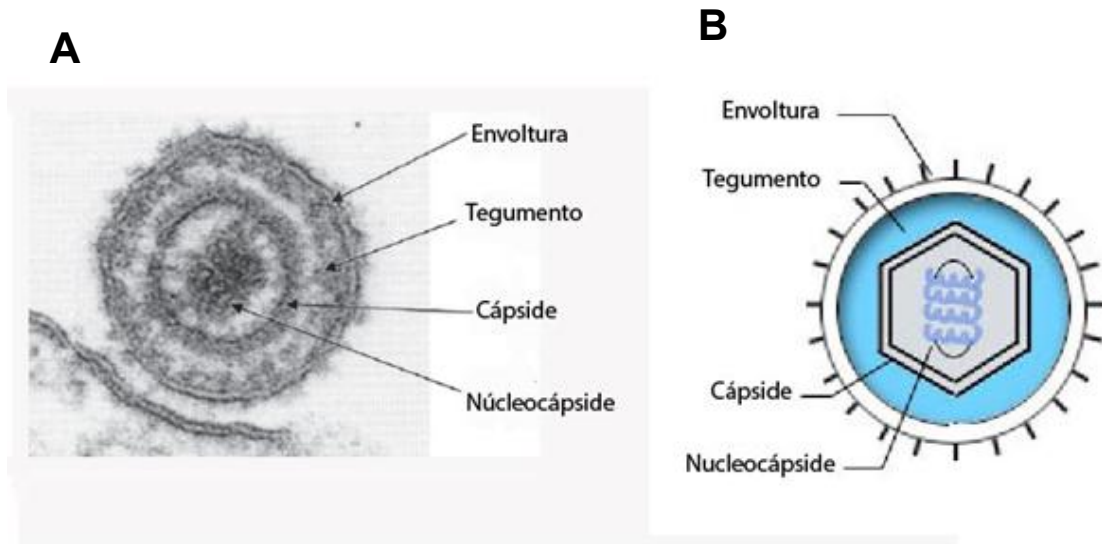 A
Envoltura
Tegumento
Cápside
Núcleocápside
B
Envoltura
Tegumento
Cápside
Nucleocápside